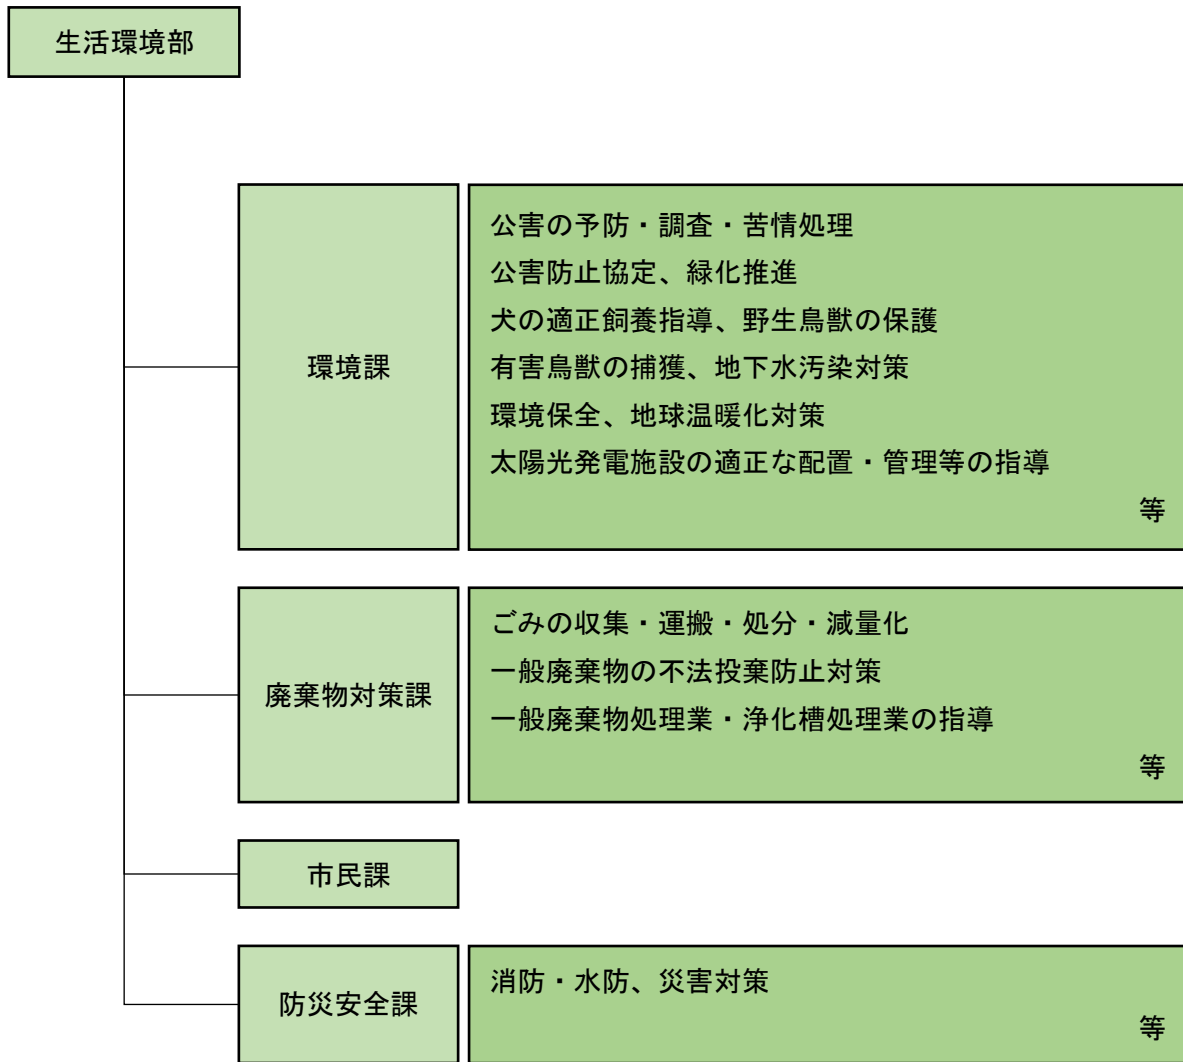 生活環境部
環境課
公害の予防・調査・苦情処理
公害防止協定、緑化推進
犬の適正飼養指導、野生鳥獣の保護
有害鳥獣の捕獲、地下水汚染対策
環境保全、地球温暖化対策
太陽光発電施設の適正な配置・管理等の指導
等
廃棄物対策課
ごみの収集・運搬・処分・減量化
一般廃棄物の不法投棄防止対策
一般廃棄物処理業・浄化槽処理業の指導
等
市民課
防災安全課
消防・水防、災害対策
等